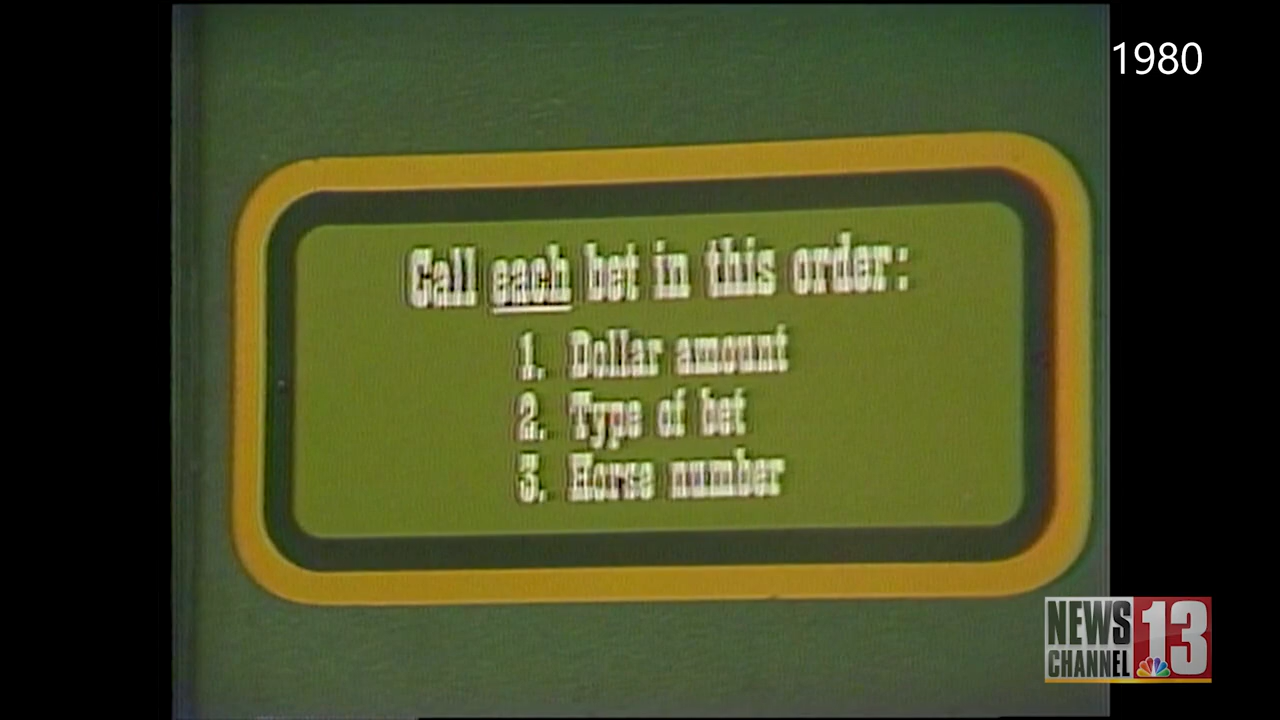 1980
Call each bet in this order:
1. Dollar amount
2. Type of bet
3. Horse number
NEWS
CHANNEL
13